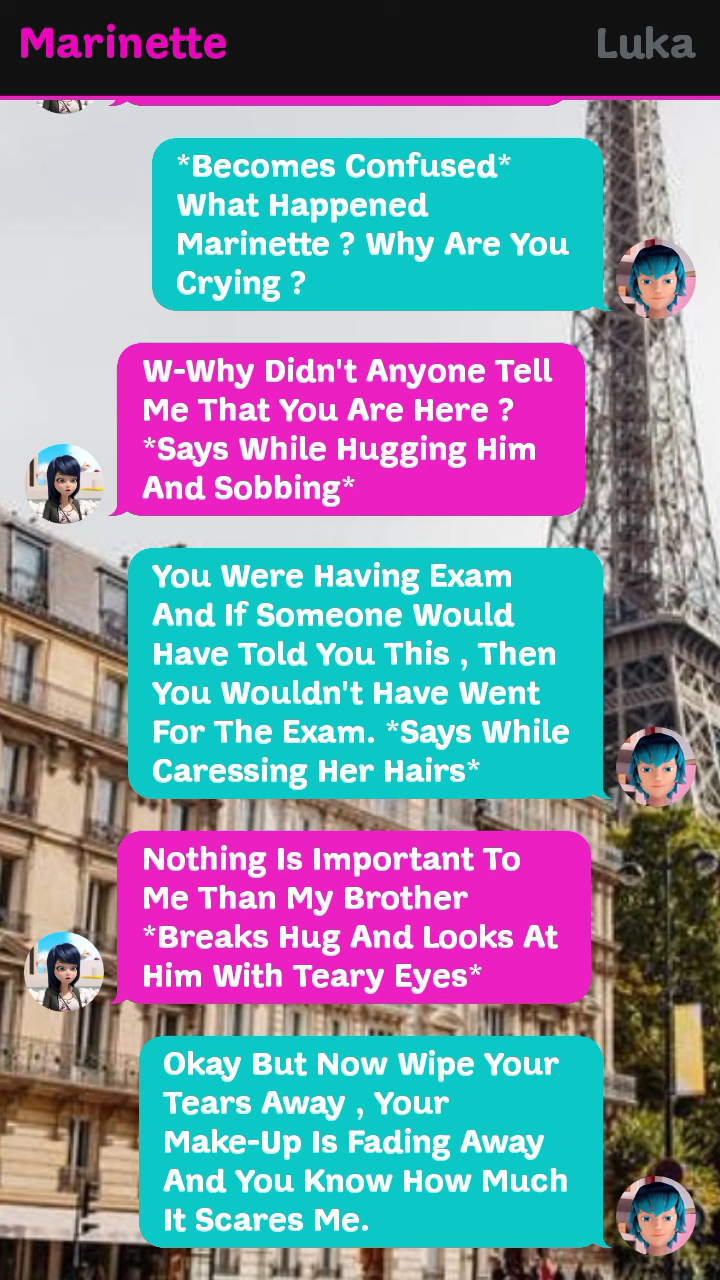 Marinette
Luka
*Becomes Confused*
What Happened
Marinette ? Why Are You
Crying ?
W-Why Didn't Anyone Tell
Me That You Are Here ?
*Says While Hugging Him
And Sobbing*
You Were Having Exam
And If Someone Would
Have Told You This , Then
You Wouldn't Have Went
For The Exam. *Says While
Caressing Her Hairs*
Nothing Is Important To
Me Than My Brother
*Breaks Hug And Looks At
Him With Teary Eyes*
Okay But Now Wipe Your
Tears Away , Your
Make-Up Is Fading Away
And You Know How Much
It Scares Me.